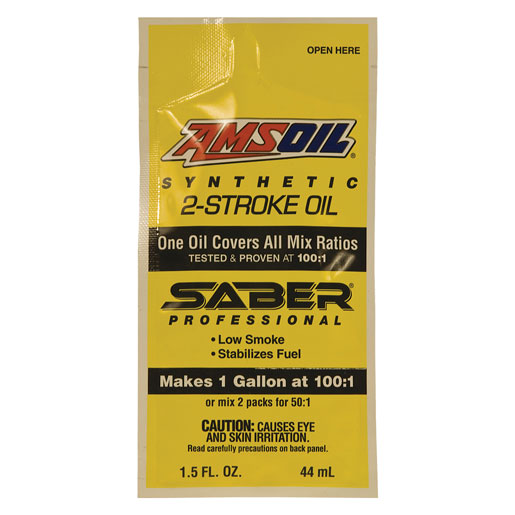 OPEN HERE
AMSOIL®
SYNTHETIC
2-STROKE OIL
One Oil Covers All Mix Ratios
TESTED & PROVEN AT 100:1
SABER®
PROFESSIONAL
• Low Smoke
• Stabilizes Fuel
Makes 1 Gallon at 100:1
or mix 2 packs for 50:1
CAUTION: CAUSES EYE
AND SKIN IRRITATION.
Read carefully precautions on back panel.
1.5 FL. OZ. 44 mL